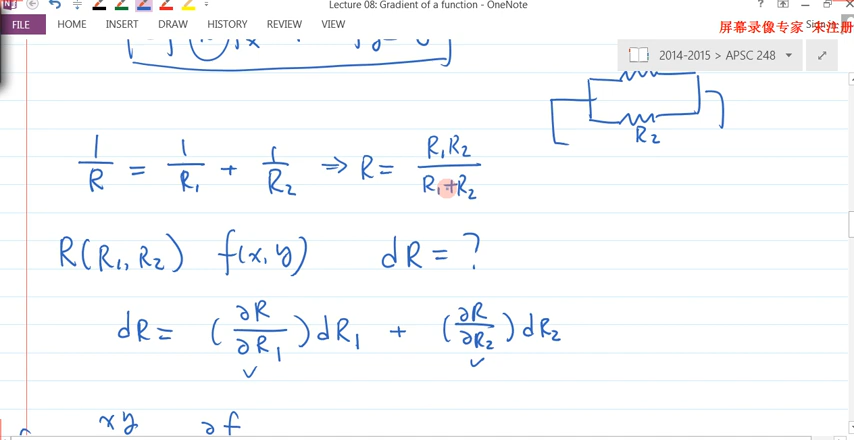 Lecture 08: Gradient of a function - OneNote
FILE HOME INSERT DRAW HISTORY REVIEW VIEW
屏幕录像专家 未注册
2014-2015 > APSC 248
R₂
1/R = 1/R₁ + 1/R₂ ⇒ R = R₁R₂/(R₁+R₂)
R(R₁,R₂) f(x,y) dR = ?
dR = (∂R/∂R₁)dR₁ + (∂R/∂R₂)dR₂
xy ∂f